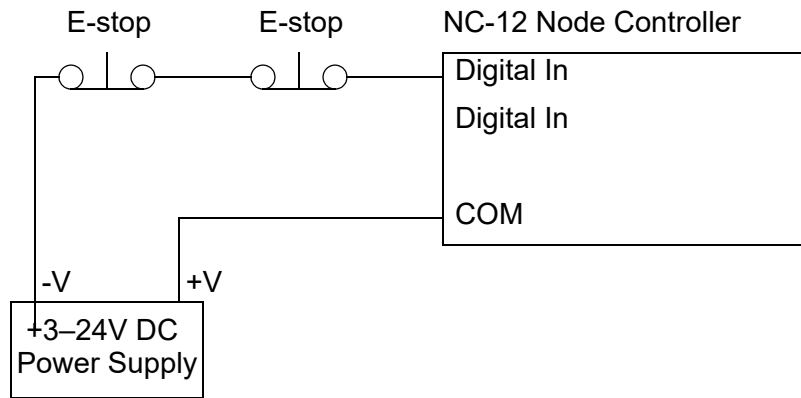 E-stop
E-stop
NC-12 Node Controller
Digital In
Digital In
COM
-V
+V
+3–24V DC
Power Supply